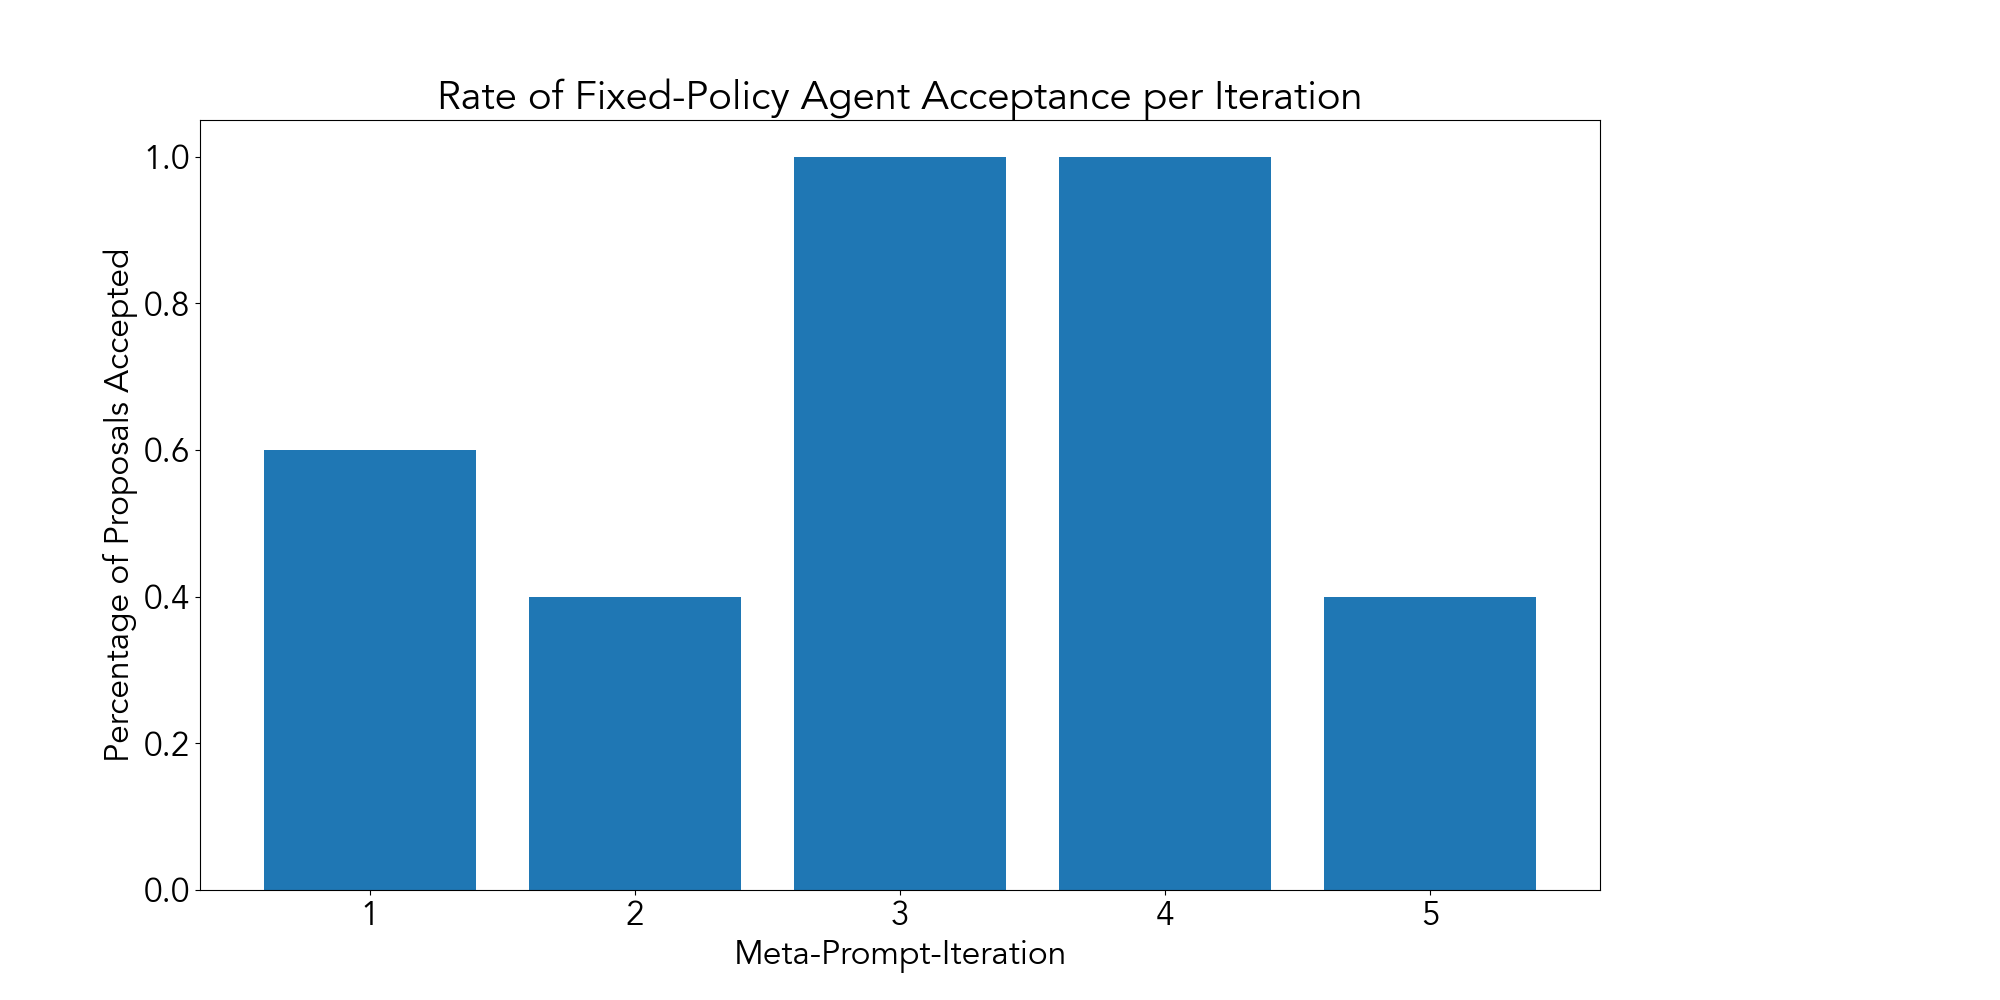 Rate of Fixed-Policy Agent Acceptance per Iteration
Percentage of Proposals Accepted
1.0
0.8
0.6
0.4
0.2
0.0
1 2 3 4 5
Meta-Prompt-Iteration